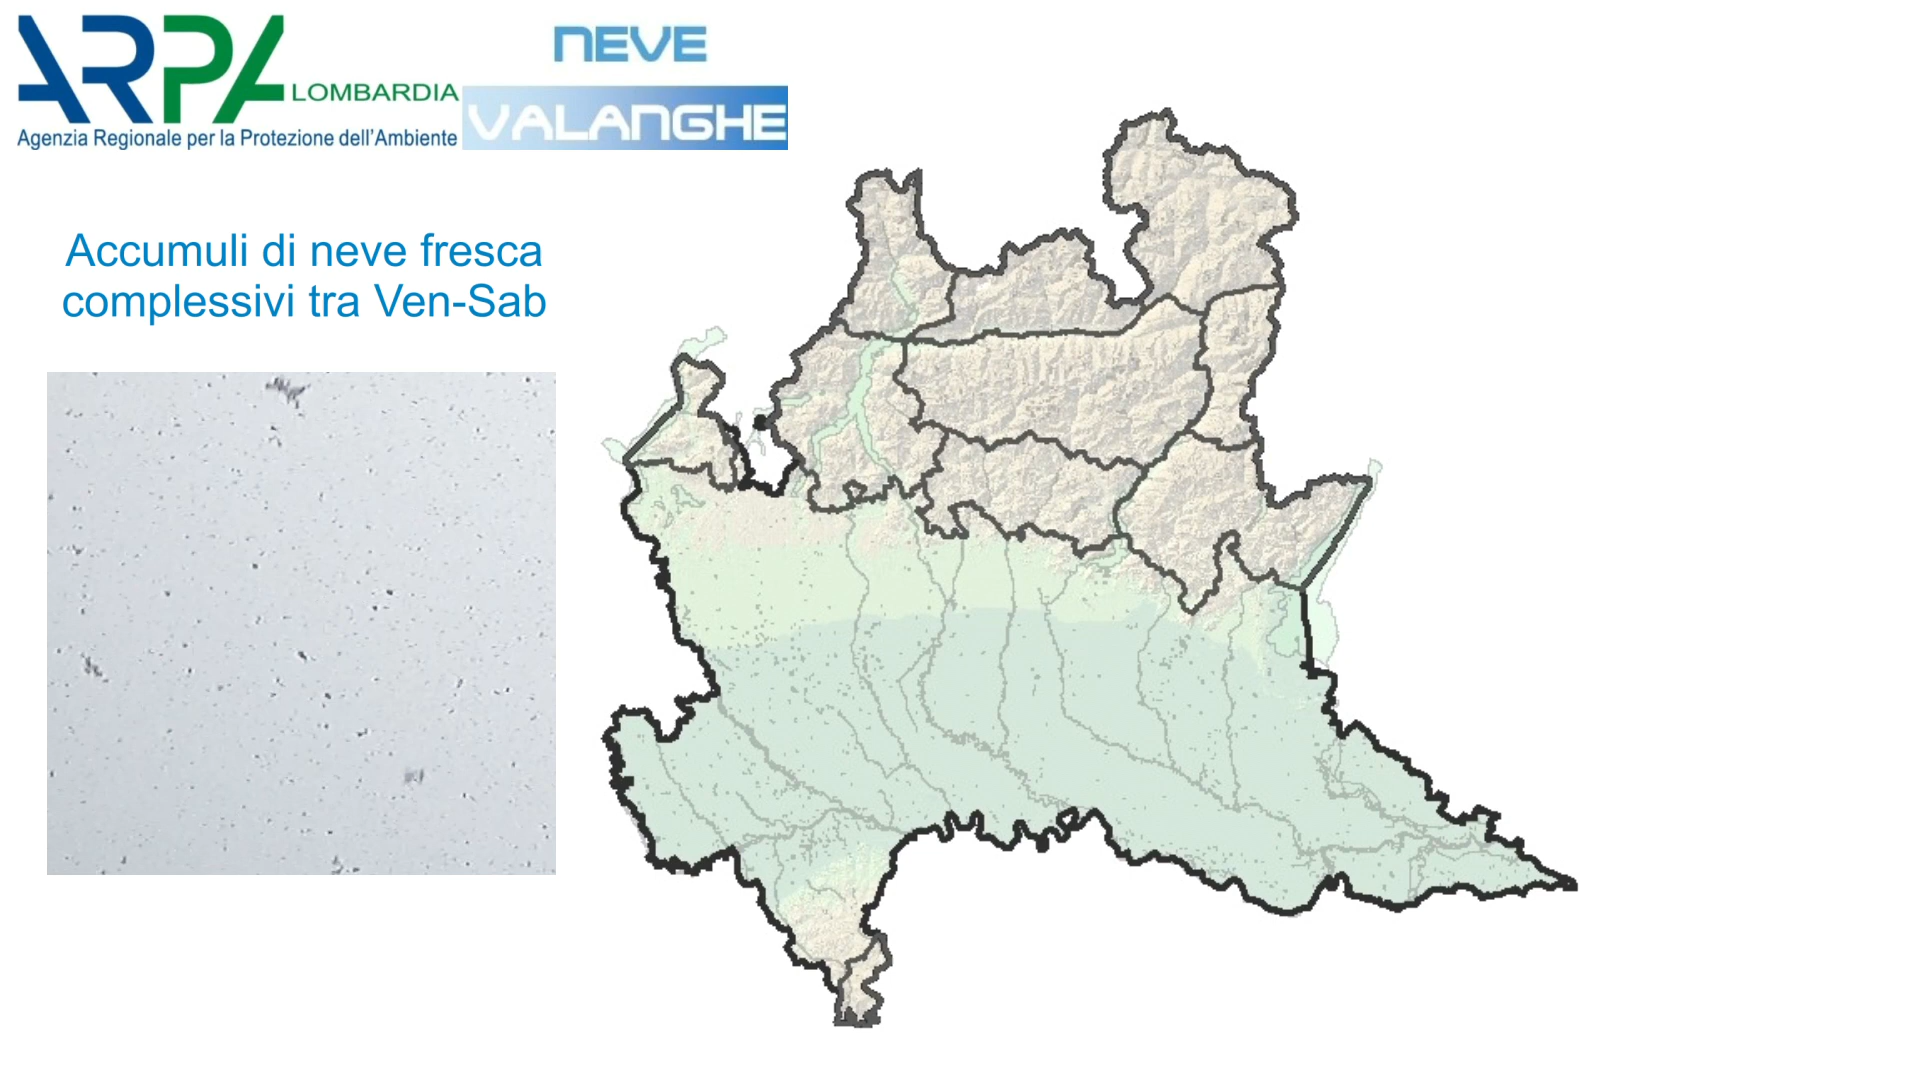 ARPA LOMBARDIA
Agenzia Regionale per la Protezione dell'Ambiente
NEVE
VALANGHE
Accumuli di neve fresca
complessivi tra Ven-Sab